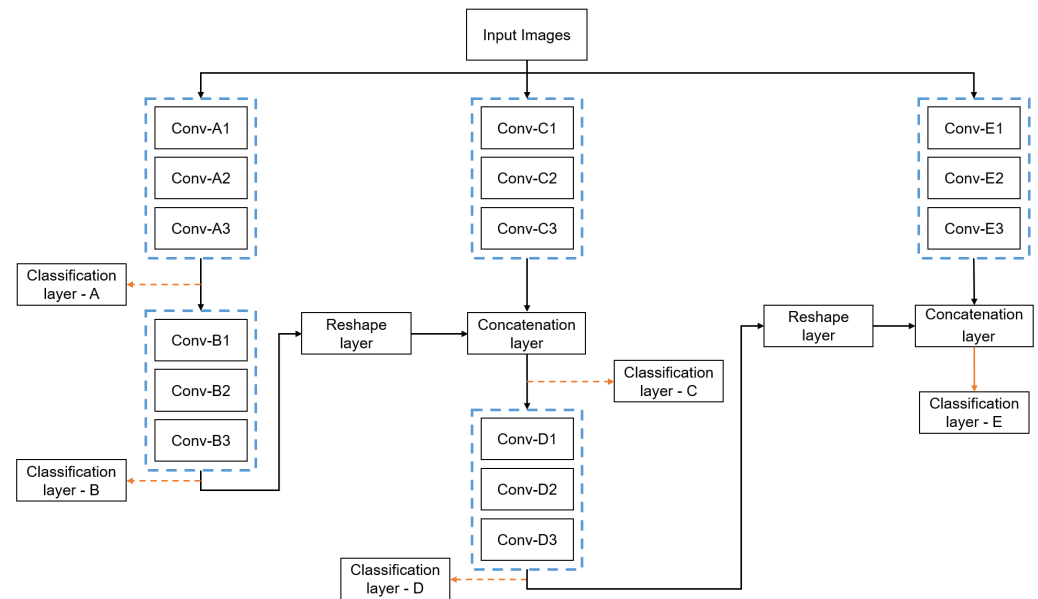 Input Images
Conv-A1
Conv-A2
Conv-A3
Classification
layer - A
Conv-B1
Conv-B2
Conv-B3
Classification
layer - B
Reshape
layer
Conv-C1
Conv-C2
Conv-C3
Concatenation
layer
Classification
layer - C
Conv-D1
Conv-D2
Conv-D3
Classification
layer - D
Reshape
layer
Conv-E1
Conv-E2
Conv-E3
Concatenation
layer
Classification
layer - E